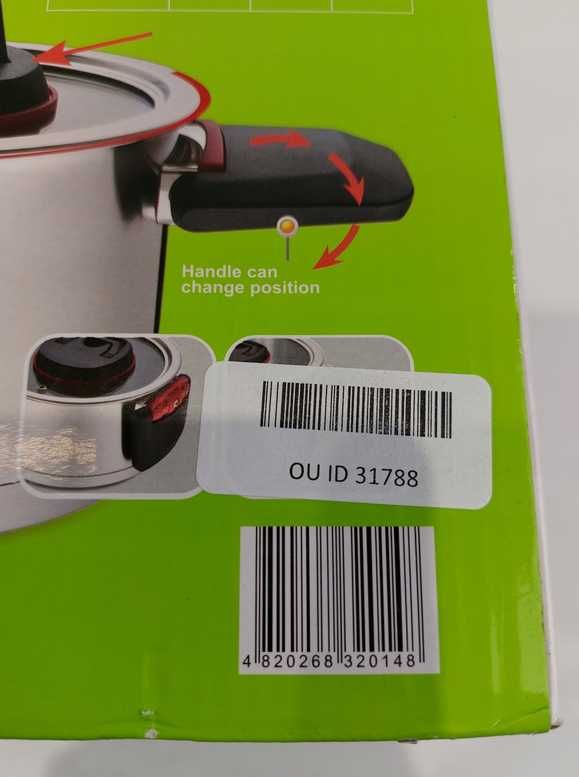 Handle can
change position
OU ID 31788
4 820268 320148